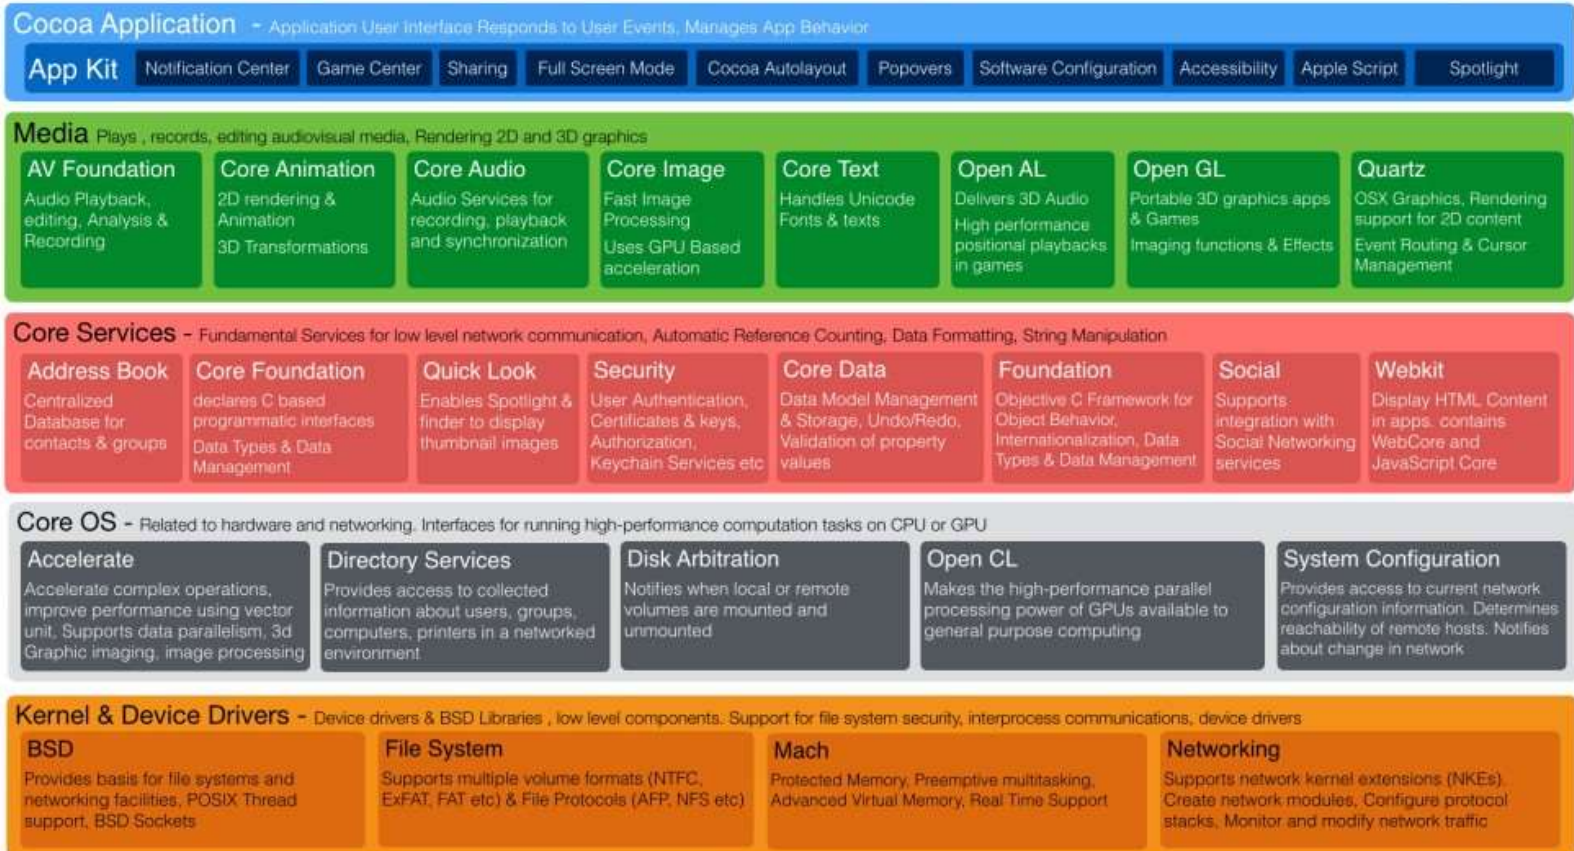 Cocoa Application - Application User Interface Responds to User Events, Manages App Behavior
App Kit Notification Center Game Center Sharing Full Screen Mode Cocoa Autolayout Popovers Software Configuration Accessibility Apple Script Spotlight
Media Plays , records, editing audiovisual media, Rendering 2D and 3D graphics
AV Foundation
Audio Playback,
editing, Analysis &
Recording
Core Animation
2D rendering &
Animation
3D Transformations
Core Audio
Audio Services for
recording, playback
and synchronization
Core Image
Fast Image
Processing
Uses GPU Based
acceleration
Core Text
Handles Unicode
Fonts & texts
Open AL
Delivers 3D Audio
High performance
positional playbacks
in games
Open GL
Portable 3D graphics apps
& Games
Imaging functions & Effects
Quartz
OSX Graphics, Rendering
support for 2D content
Event Routing & Cursor
Management
Core Services - Fundamental Services for low level network communication, Automatic Reference Counting, Data Formatting, String Manipulation
Address Book
Centralized
Database for
contacts & groups
Core Foundation
declares C based
programmatic interfaces
Data Types & Data
Management
Quick Look
Enables Spotlight &
finder to display
thumbnail images
Security
User Authentication,
Certificates & keys,
Authorization,
Keychain Services etc
Core Data
Data Model Management
& Storage, Undo/Redo,
Validation of property
values
Foundation
Objective C Framework for
Object Behavior,
Internationalization, Data
Types & Data Management
Social
Supports
integration with
Social Networking
services
Webkit
Display HTML Content
in apps. contains
WebCore and
JavaScript Core
Core OS - Related to hardware and networking. Interfaces for running high-performance computation tasks on CPU or GPU
Accelerate
Accelerate complex operations,
improve performance using vector
unit, Supports data parallelism, 3d
Graphic imaging, image processing
Directory Services
Provides access to collected
information about users, groups,
computers, printers in a networked
environment
Disk Arbitration
Notifies when local or remote
volumes are mounted and
unmounted
Open CL
Makes the high-performance parallel
processing power of GPUs available to
general purpose computing
System Configuration
Provides access to current network
configuration information. Determines
reachability of remote hosts. Notifies
about change in network
Kernel & Device Drivers - Device drivers & BSD Libraries , low level components. Support for file system security, interprocess communications, device drivers
BSD
Provides basis for file systems and
networking facilities, POSIX Thread
support, BSD Sockets
File System
Supports multiple volume formats (NTFC,
ExFAT, FAT etc) & File Protocols (AFP, NFS etc)
Mach
Protected Memory, Preemptive multitasking,
Advanced Virtual Memory, Real Time Support
Networking
Supports network kernel extensions (NKEs).
Create network modules, Configure protocol
stacks, Monitor and modify network traffic